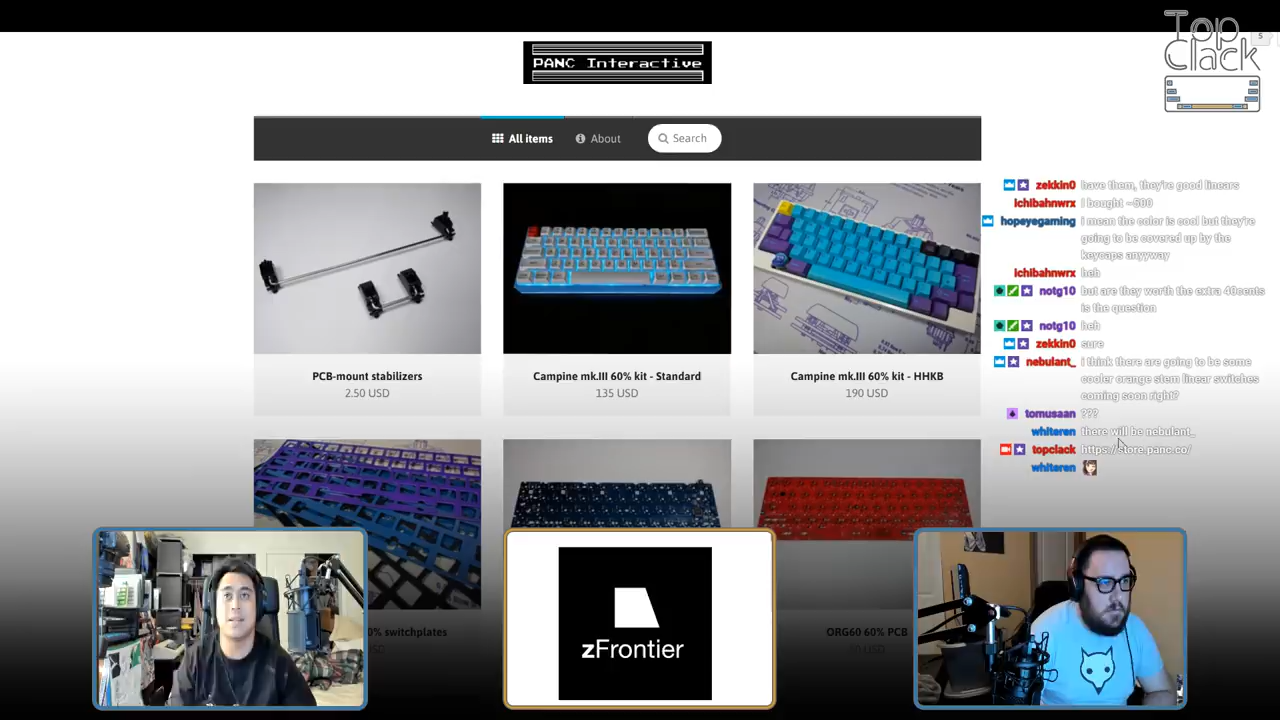 Top
Clack
5
PANC Interactive
All items
About
Search
PCB-mount stabilizers
2.50 USD
Campine mk.III 60% kit - Standard
135 USD
Campine mk.III 60% kit - HHKB
190 USD
0% switchplates
ORG60 60% PCB
USD
zekkin0 have them, they're good linears
ichibahnwrx I bought ~500
hopeyegaming i mean the color is cool but they're
going to be covered up by the
keycaps anyyway
ichibahnwrx heh
notg10 but are they worth the extra 40cents
is the question
notg10 heh
zekkin0 sure
nebulant_ i think there are going to be some
cooler orange stem linear switches
coming soon right?
tomusaan ???
whiteren there will be nebulant_
topclack https://store.panc.co/
whiteren
zFrontier